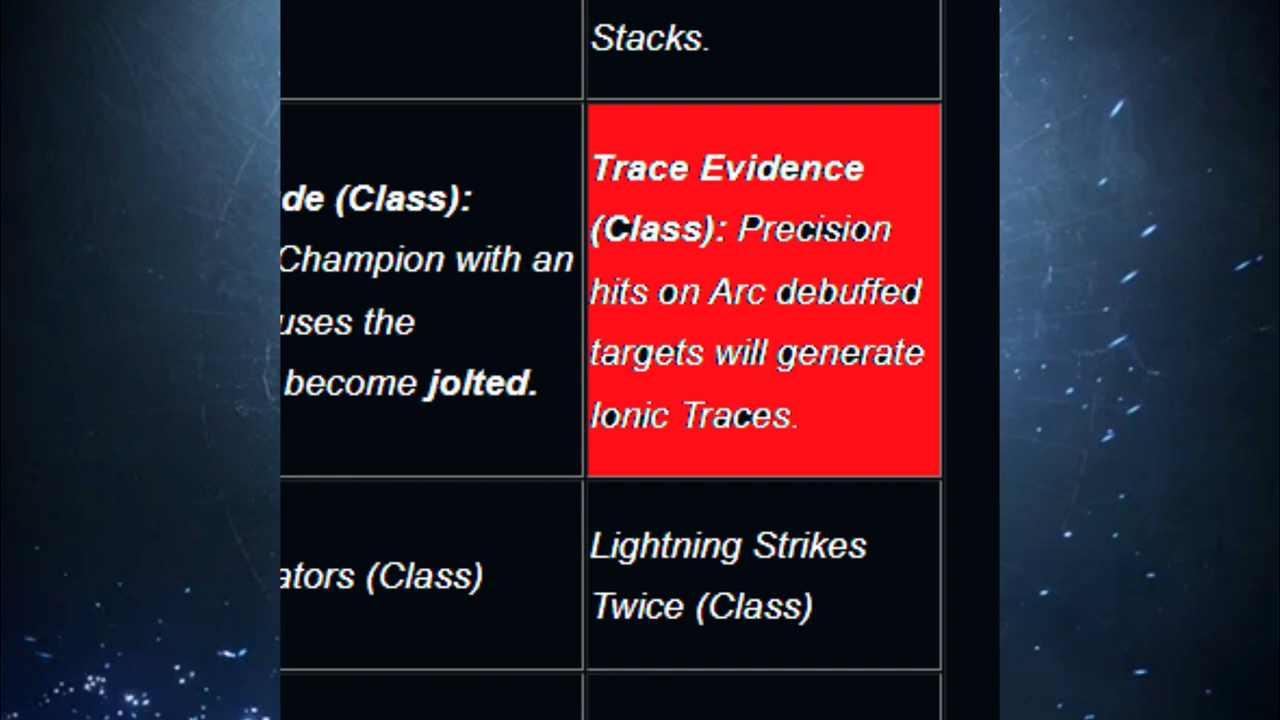 Stacks.
de (Class):
Champion with an
uses the
become jolted.
Trace Evidence
(Class): Precision
hits on Arc debuffed
targets will generate
Ionic Traces.
ators (Class)
Lightning Strikes
Twice (Class)